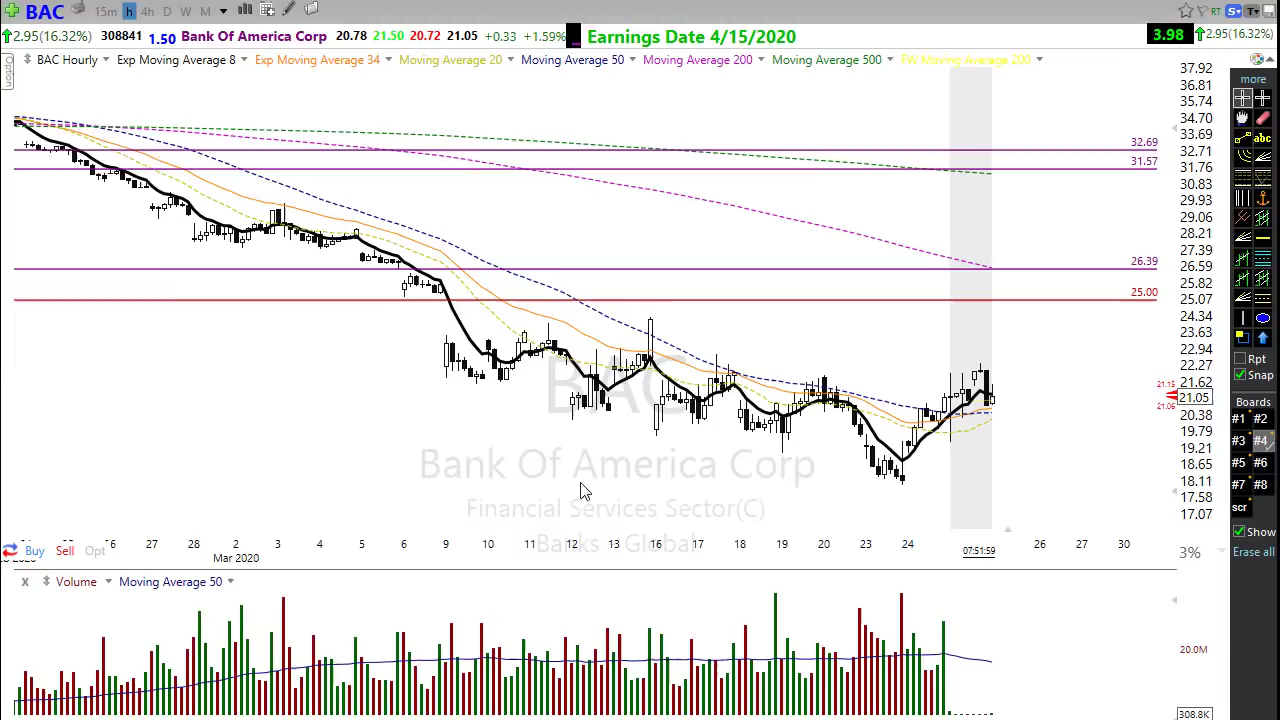 BAC 15m h 4h D W M RT S T
2.95(16.32%) 308841 1.50 Bank Of America Corp 20.78 21.50 20.72 21.05 +0.33 +1.59% Earnings Date 4/15/2020 3.98 2.95(16.32%)
Option
BAC Hourly Exp Moving Average 8 Exp Moving Average 34 Moving Average 20 Moving Average 50 Moving Average 200 Moving Average 500 FW Moving Average 200
more
abc
37.92
36.81
35.74
34.70
33.69
32.71
31.76
30.83
29.93
29.06
28.21
27.39
26.59
25.82
25.07
24.34
23.63
22.94
22.27
21.62
21.05
20.38
19.79
19.21
18.65
18.11
17.58
17.07
32.69
31.57
26.39
25.00
21.15
21.06
BAC
Bank Of America Corp
Financial Services Sector(C)
Banks - Global
Rpt
Snap
Boards
#1 #2
#3 #4
#5 #6
#7 #8
scr
Show
Erase all
26 27 28 2 3 4 5 6 9 10 11 12 13 16 17 18 19 20 23 24 07:51:59 26 27 30
Mar 2020
Buy Sell Opt
3%
x Volume Moving Average 50
20.0M
308.8K